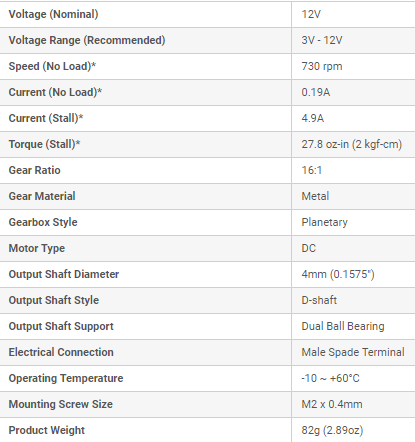 Voltage (Nominal) 12V
Voltage Range (Recommended) 3V - 12V
Speed (No Load)* 730 rpm
Current (No Load)* 0.19A
Current (Stall)* 4.9A
Torque (Stall)* 27.8 oz-in (2 kgf-cm)
Gear Ratio 16:1
Gear Material Metal
Gearbox Style Planetary
Motor Type DC
Output Shaft Diameter 4mm (0.1575")
Output Shaft Style D-shaft
Output Shaft Support Dual Ball Bearing
Electrical Connection Male Spade Terminal
Operating Temperature -10 ~ +60°C
Mounting Screw Size M2 x 0.4mm
Product Weight 82g (2.89oz)